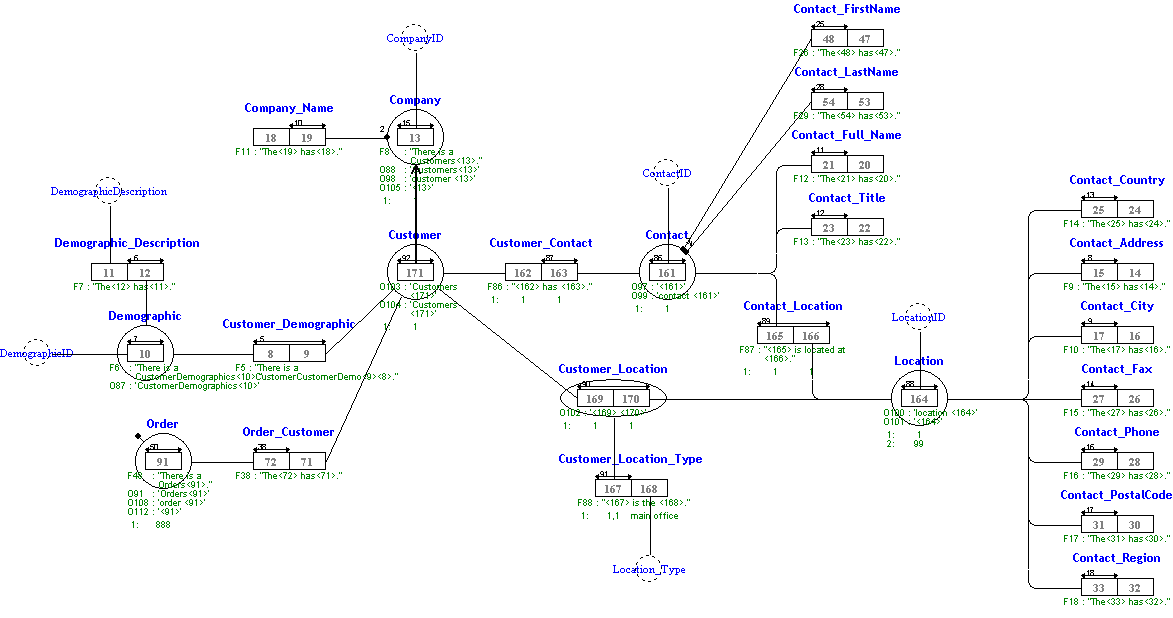 Contact_FirstName
25
48 47
F26 : "The<48> has<47>."
CompanyID
Contact_LastName
28
54 53
F29 : "The<54> has<53>."
Company_Name
10
18 19
F11 : "The<19> has<18>."
Company
2
15
13
F8 : "There is a
Customers<13>."
O88 : 'Customers<13>'
O98 : 'customer <13>'
O105 : '<13>'
1: 1
Contact_Full_Name
11
21 20
F12 : "The<21> has<20>."
ContactID
Contact_Title
12
23 22
F13 : "The<23> has<22>."
DemographicDescription
Demographic_Description
6
11 12
F7 : "The<12> has<11>."
Customer
92
171
O103 : 'Customers
<171>'
O104 : 'Customers
<171>'
1: 1
Customer_Contact
87
162 163
F86 : "<162> has <163>."
1: 1 1
Contact
86
161
O97 : '<161>'
O99 : 'contact <161>'
1: 1
Contact_Country
13
25 24
F14 : "The<25> has<24>."
Contact_Address
8
15 14
F9 : "The<15> has<14>."
Demographic
7
10
F6 : "There is a
CustomerDemographics<10>
O87 : 'CustomerDemographics<10>'
DemographicID
Customer_Demographic
5
8 9
F5 : "There is a
CustomerCustomerDemo<9><8>."
Contact_Location
89
165 166
F87 : "<165> is located at
<166>."
1: 1 1
LocationID
Contact_City
9
17 16
F10 : "The<17> has<16>."
Customer_Location
90
169 170
O102 : '<169> <170>'
1: 1 1
Location
88
164
O100 : 'location <164>'
O101 : '<164>'
1: 1
2: 99
Contact_Fax
14
27 26
F15 : "The<27> has<26>."
Order
50
91
F48 : "There is a
Orders<91>."
O91 : 'Orders<91>'
O108 : 'order <91>'
O112 : '<91>'
1: 888
Order_Customer
38
72 71
F38 : "The<72> has<71>."
Contact_Phone
16
29 28
F16 : "The<29> has<28>."
Customer_Location_Type
91
167 168
F88 : "<167> is the <168>."
1: 1,1 main office
Location_Type
Contact_PostalCode
17
31 30
F17 : "The<31> has<30>."
Contact_Region
18
33 32
F18 : "The<33> has<32>."